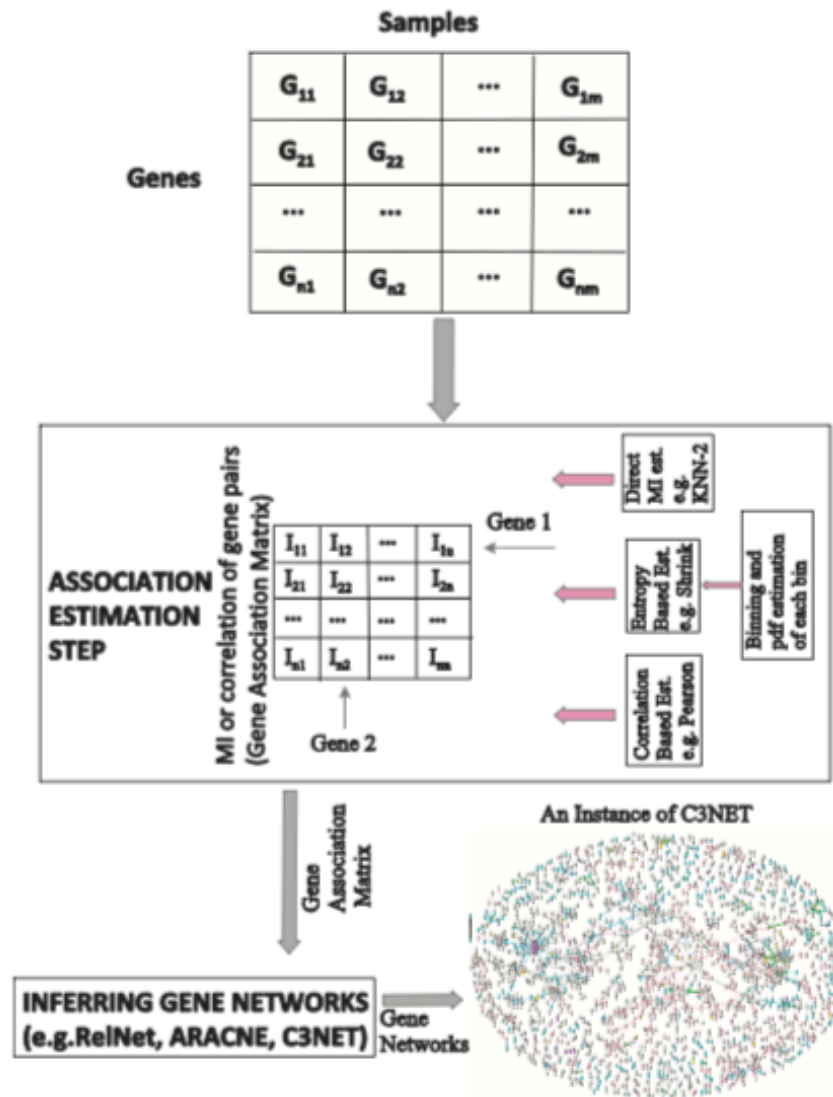 Samples
Genes
G11 G12 ... G1m
G21 G22 ... G2m
... ... ... ...
Gn1 Gn2 ... Gnm
ASSOCIATION
ESTIMATION
STEP
MI or correlation of gene pairs
(Gene Association Matrix)
I11 I12 ... I1n
I21 I22 ... I2n
... ... ... ...
In1 In2 ...
Gene 1
Gene 2
Direct
MI est.
e.g.
KNN-2
Entropy
Based Est.
e.g. Shrink
Correlation
Based Est.
e.g. Pearson
Binning and
pdf estimation
of each bin
Gene
Association
Matrix
INFERRING GENE NETWORKS
(e.g.RelNet, ARACNE, C3NET)
Gene
Networks
An Instance of C3NET